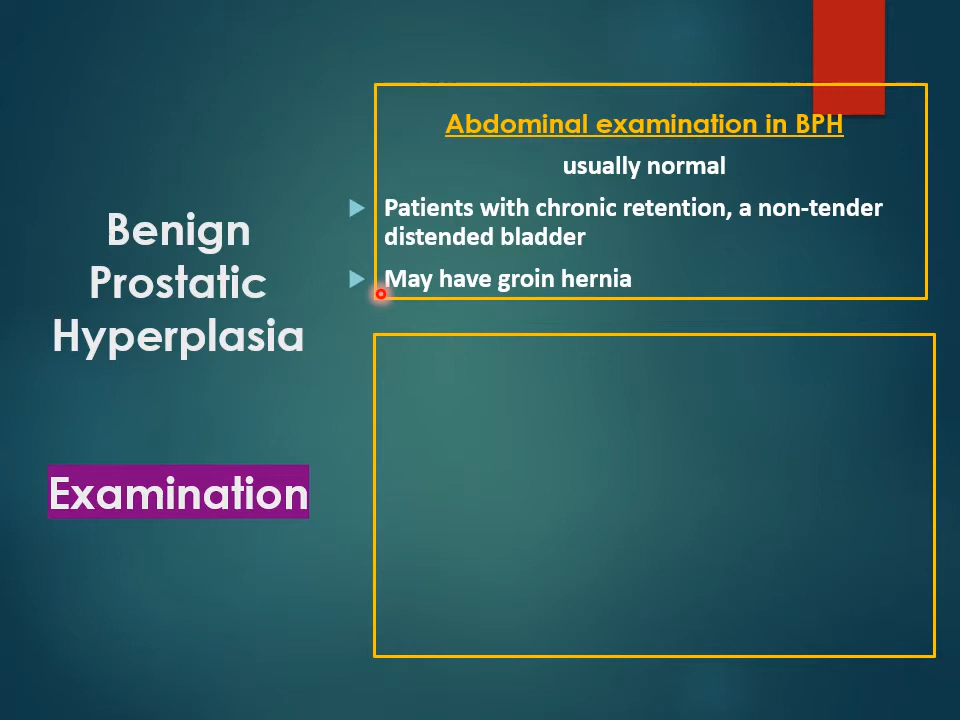 Benign
Prostatic
Hyperplasia
Examination
Abdominal examination in BPH
usually normal
Patients with chronic retention, a non-tender
distended bladder
May have groin hernia